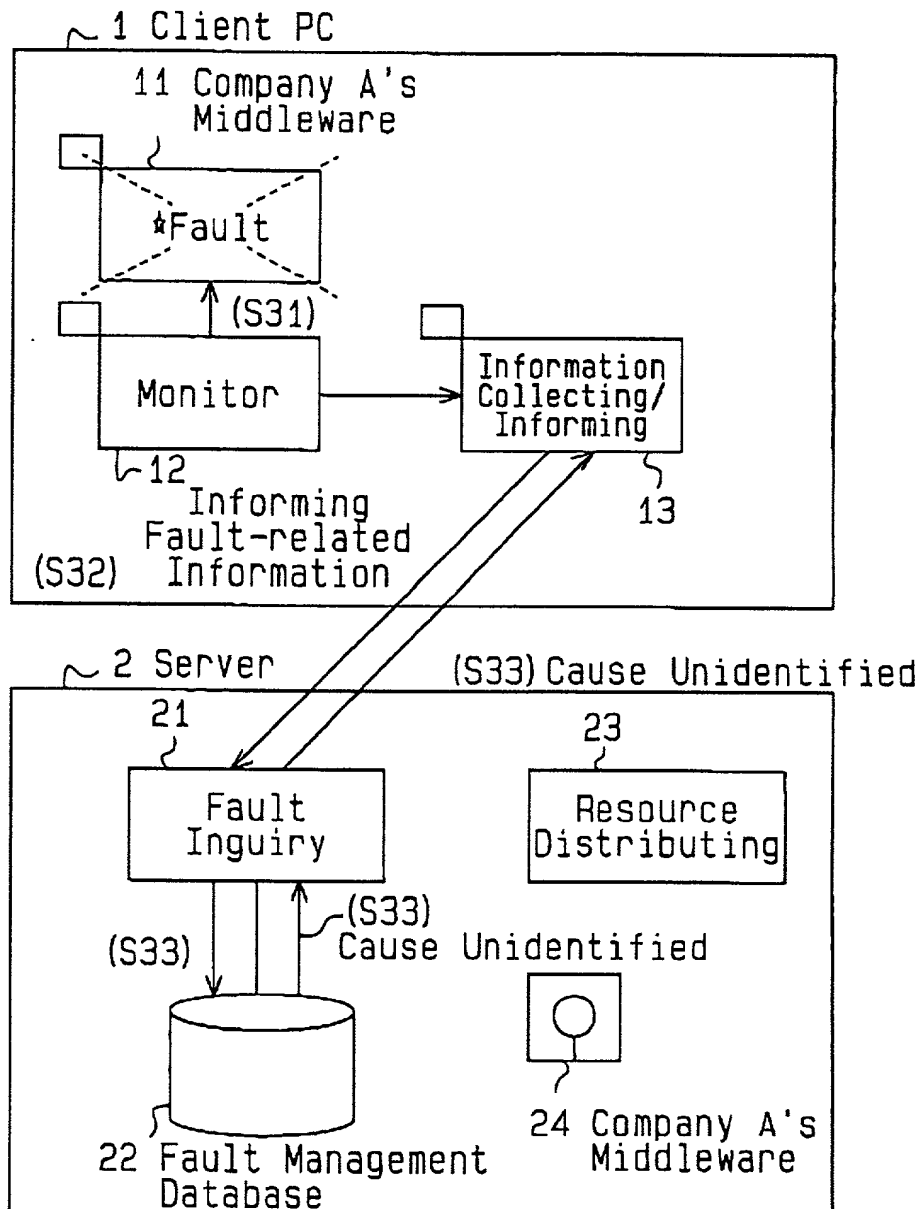 1 Client PC
11 Company A's
Middleware
☆Fault
(S31)
Monitor
Information
Collecting/
Informing
12
13
Informing
Fault-related
(S32) Information
2 Server
(S33) Cause Unidentified
21
23
Fault
Inguiry
Resource
Distributing
(S33)
(S33)
Cause Unidentified
22 Fault Management
Database
24 Company A's
Middleware